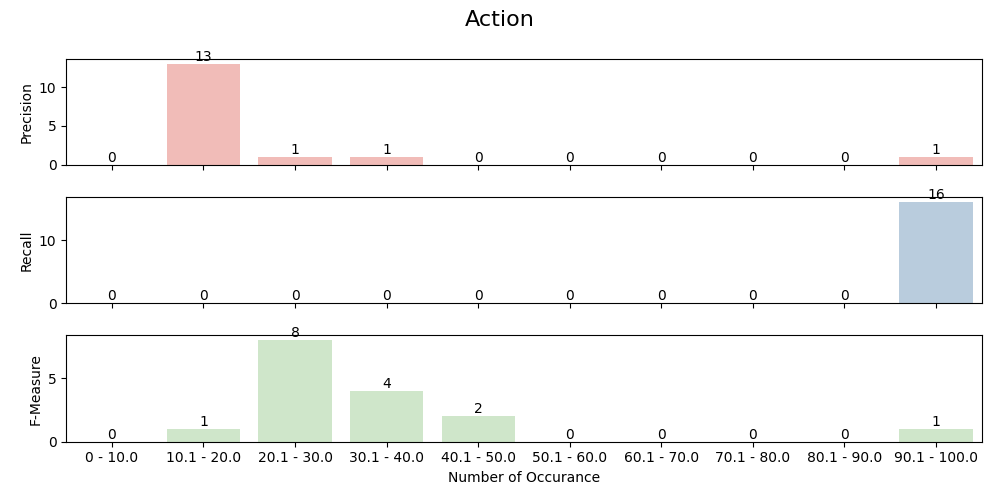 Action
Precision
10
5
0
0 13 1 1 0 0 0 0 0 1
Recall
10
0
0 0 0 0 0 0 0 0 0 16
F-Measure
5
0
0 1 8 4 2 0 0 0 0 1
0 - 10.0 10.1 - 20.0 20.1 - 30.0 30.1 - 40.0 40.1 - 50.0 50.1 - 60.0 60.1 - 70.0 70.1 - 80.0 80.1 - 90.0 90.1 - 100.0
Number of Occurance